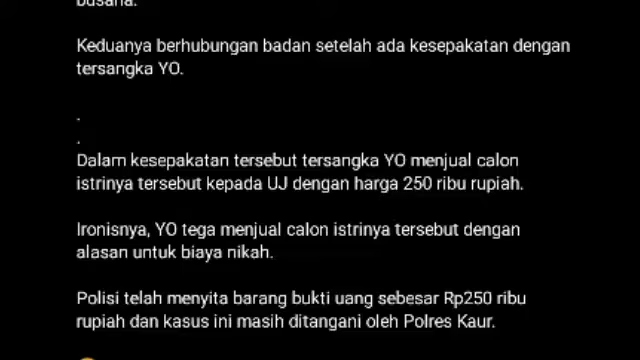 busana.
Keduanya berhubungan badan setelah ada kesepakatan dengan
tersangka YO.
.
.
Dalam kesepakatan tersebut tersangka YO menjual calon
istrinya tersebut kepada UJ dengan harga 250 ribu rupiah.
Ironisnya, YO tega menjual calon istrinya tersebut dengan
alasan untuk biaya nikah.
Polisi telah menyita barang bukti uang sebesar Rp250 ribu
rupiah dan kasus ini masih ditangani oleh Polres Kaur.